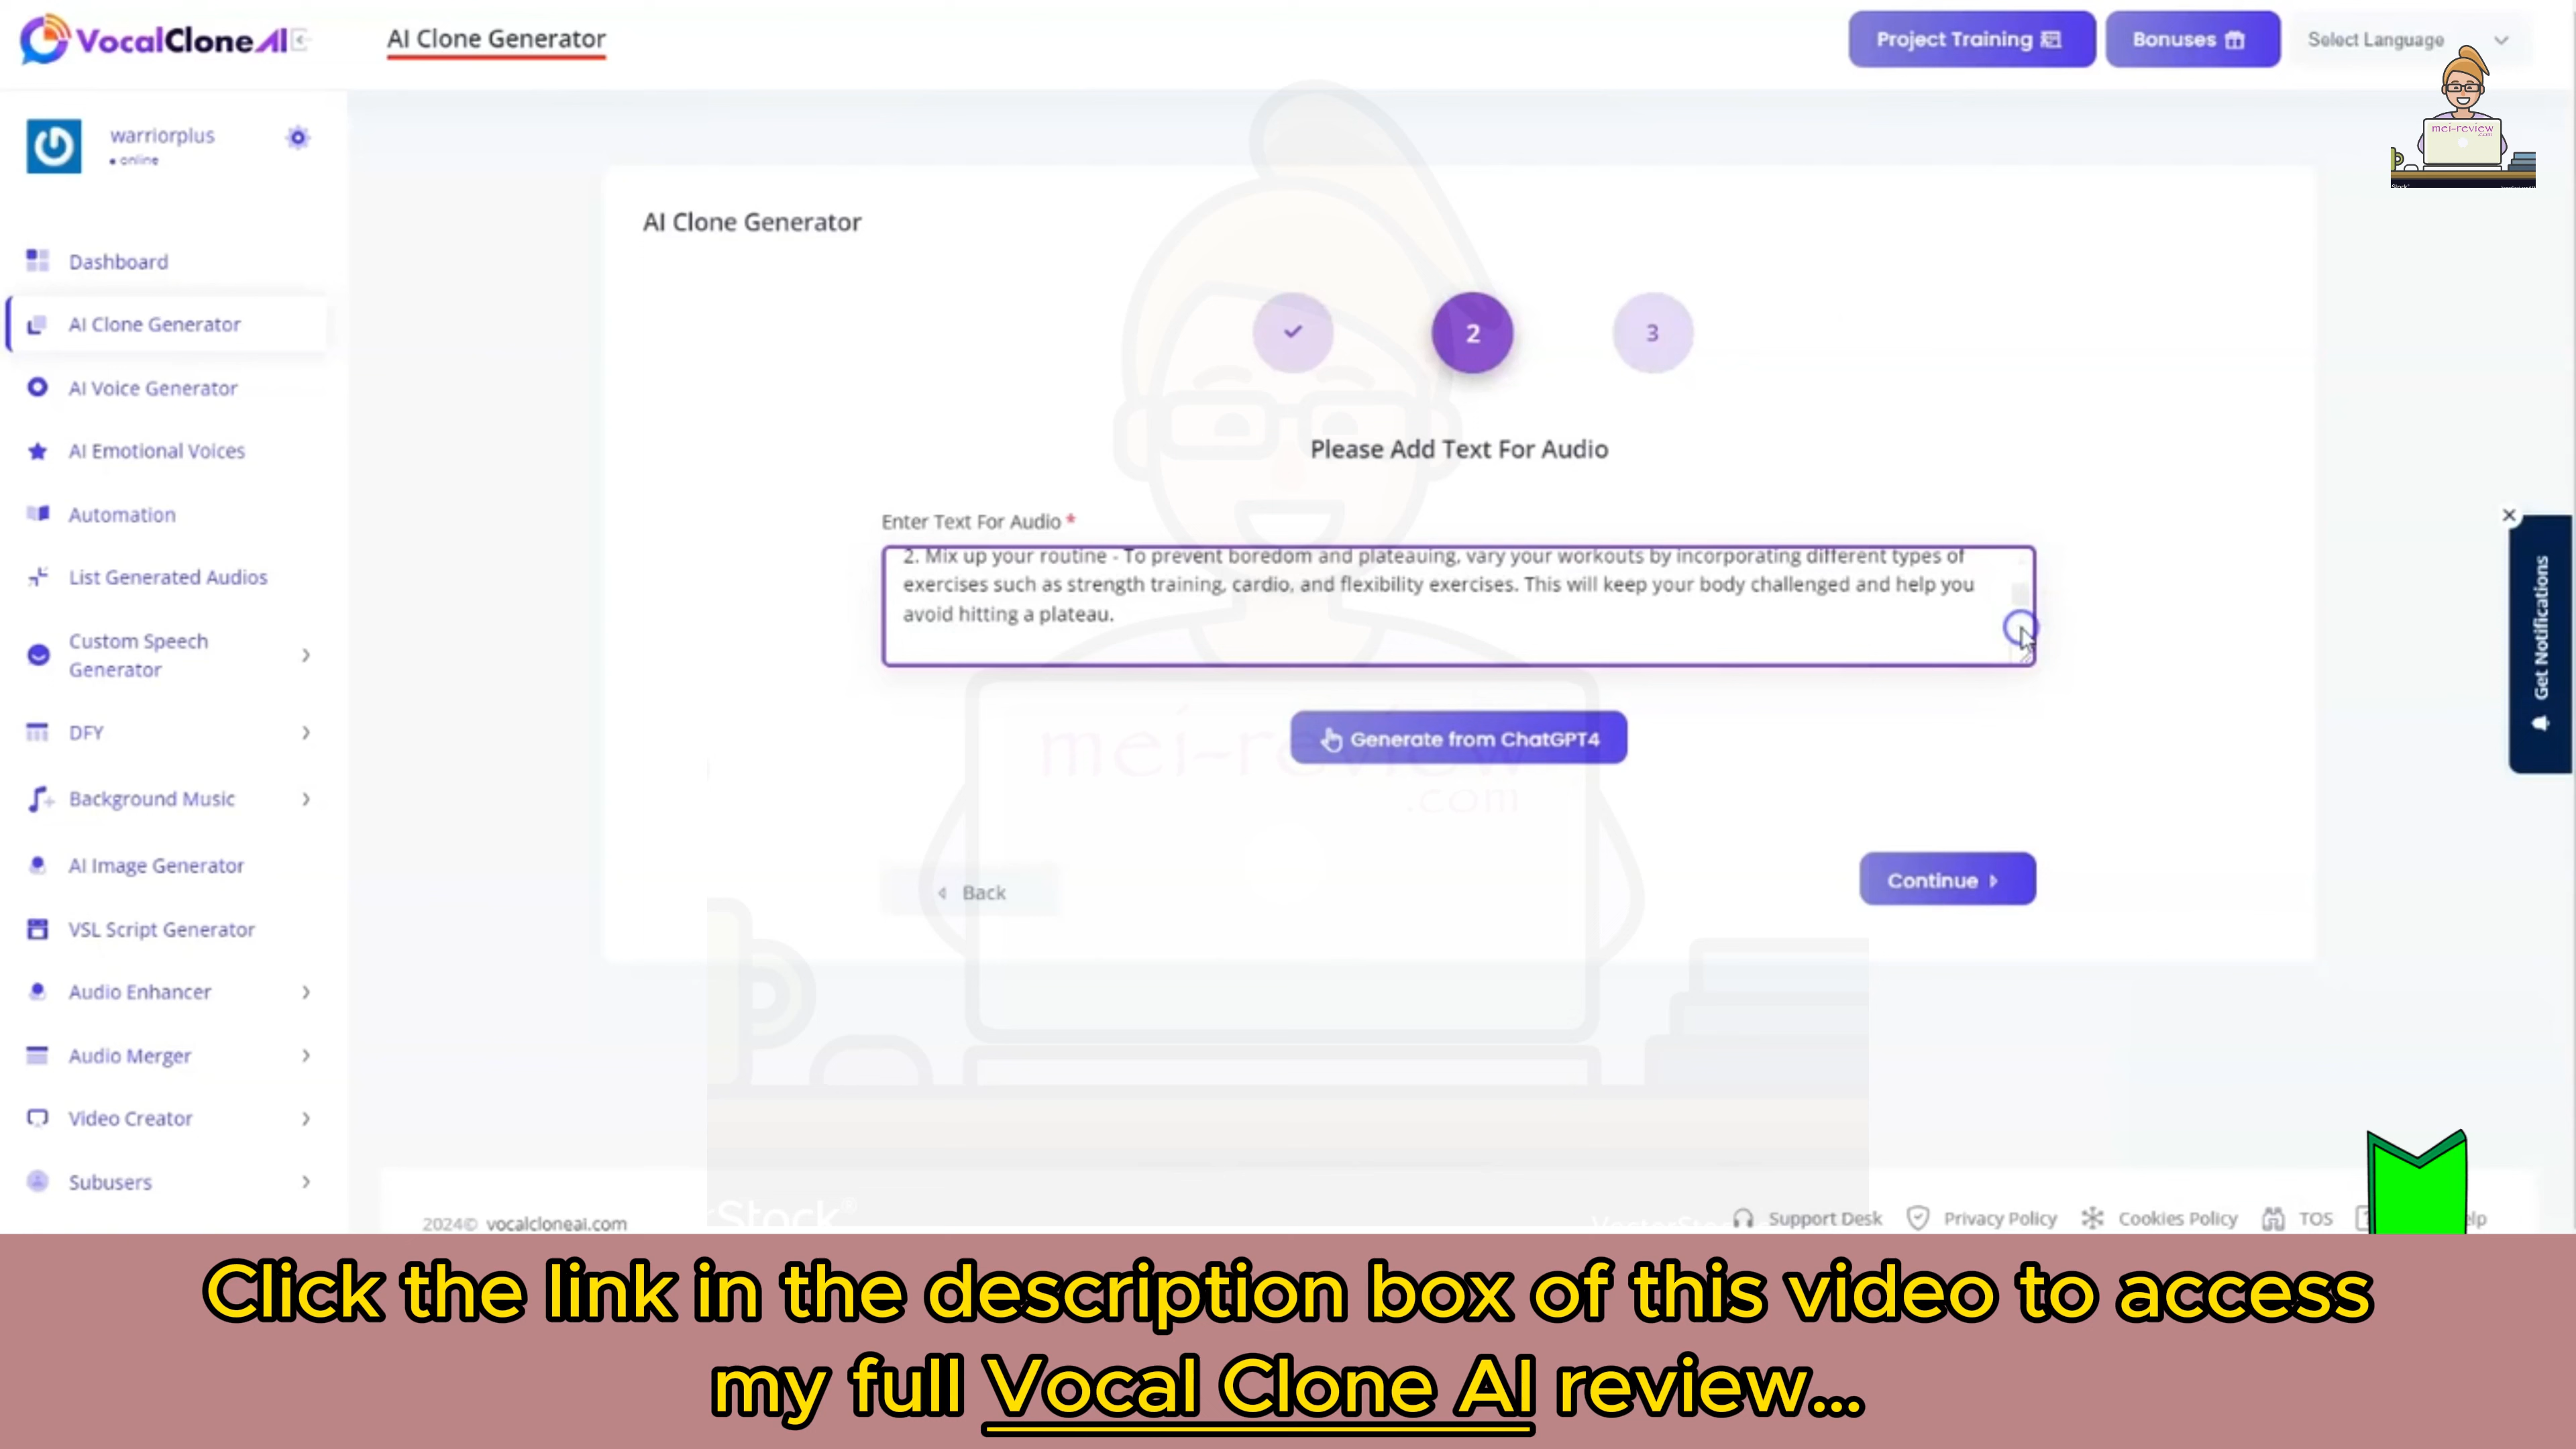 VocalCloneAI
AI Clone Generator
Project Training
Bonuses
Select Language
mei-review
.com
warriorplus
online
Dashboard
AI Clone Generator
AI Voice Generator
AI Emotional Voices
Automation
List Generated Audios
Custom Speech
Generator
DFY
Background Music
AI Image Generator
VSL Script Generator
Audio Enhancer
Audio Merger
Video Creator
Subusers
AI Clone Generator
2
3
Please Add Text For Audio
Enter Text For Audio *
2. Mix up your routine - To prevent boredom and plateauing, vary your workouts by incorporating different types of
exercises such as strength training, cardio, and flexibility exercises. This will keep your body challenged and help you
avoid hitting a plateau.
Generate from ChatGPT4
mei-review
.com
Back
Continue
Get Notifications
2024© vocalcloneai.com
Support Desk
Privacy Policy
Cookies Policy
TOS
Click the link in the description box of this video to access
my full Vocal Clone AI review...